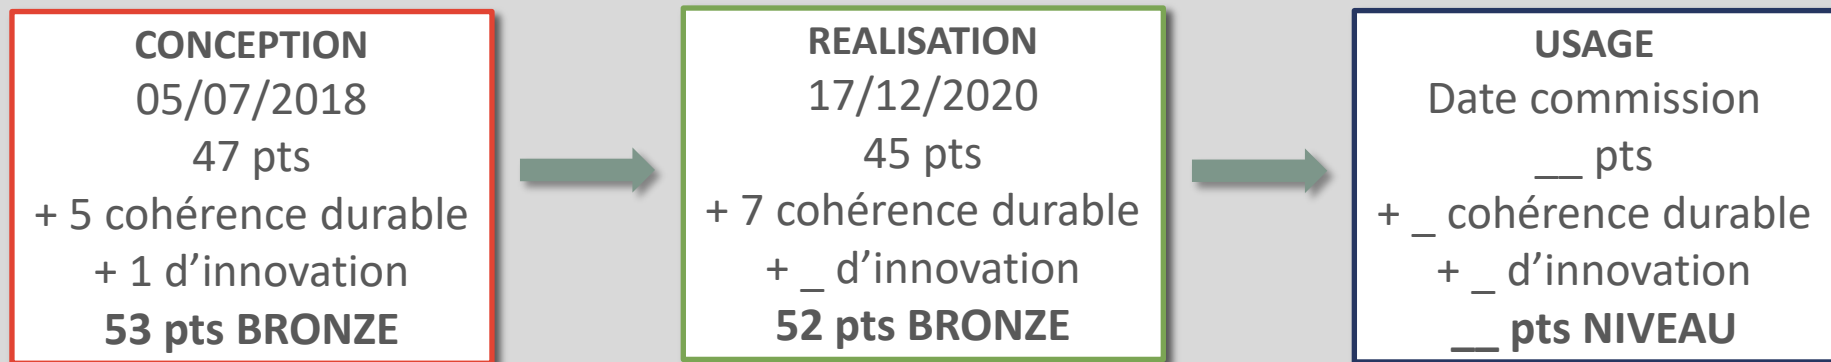 CONCEPTION
05/07/2018
47 pts
+ 5 cohérence durable
+ 1 d’innovation
53 pts BRONZE
REALISATION
17/12/2020
45 pts
+ 7 cohérence durable
+ _ d’innovation
52 pts BRONZE
USAGE
Date commission
__ pts
+ _ cohérence durable
+ _ d’innovation
__ pts NIVEAU